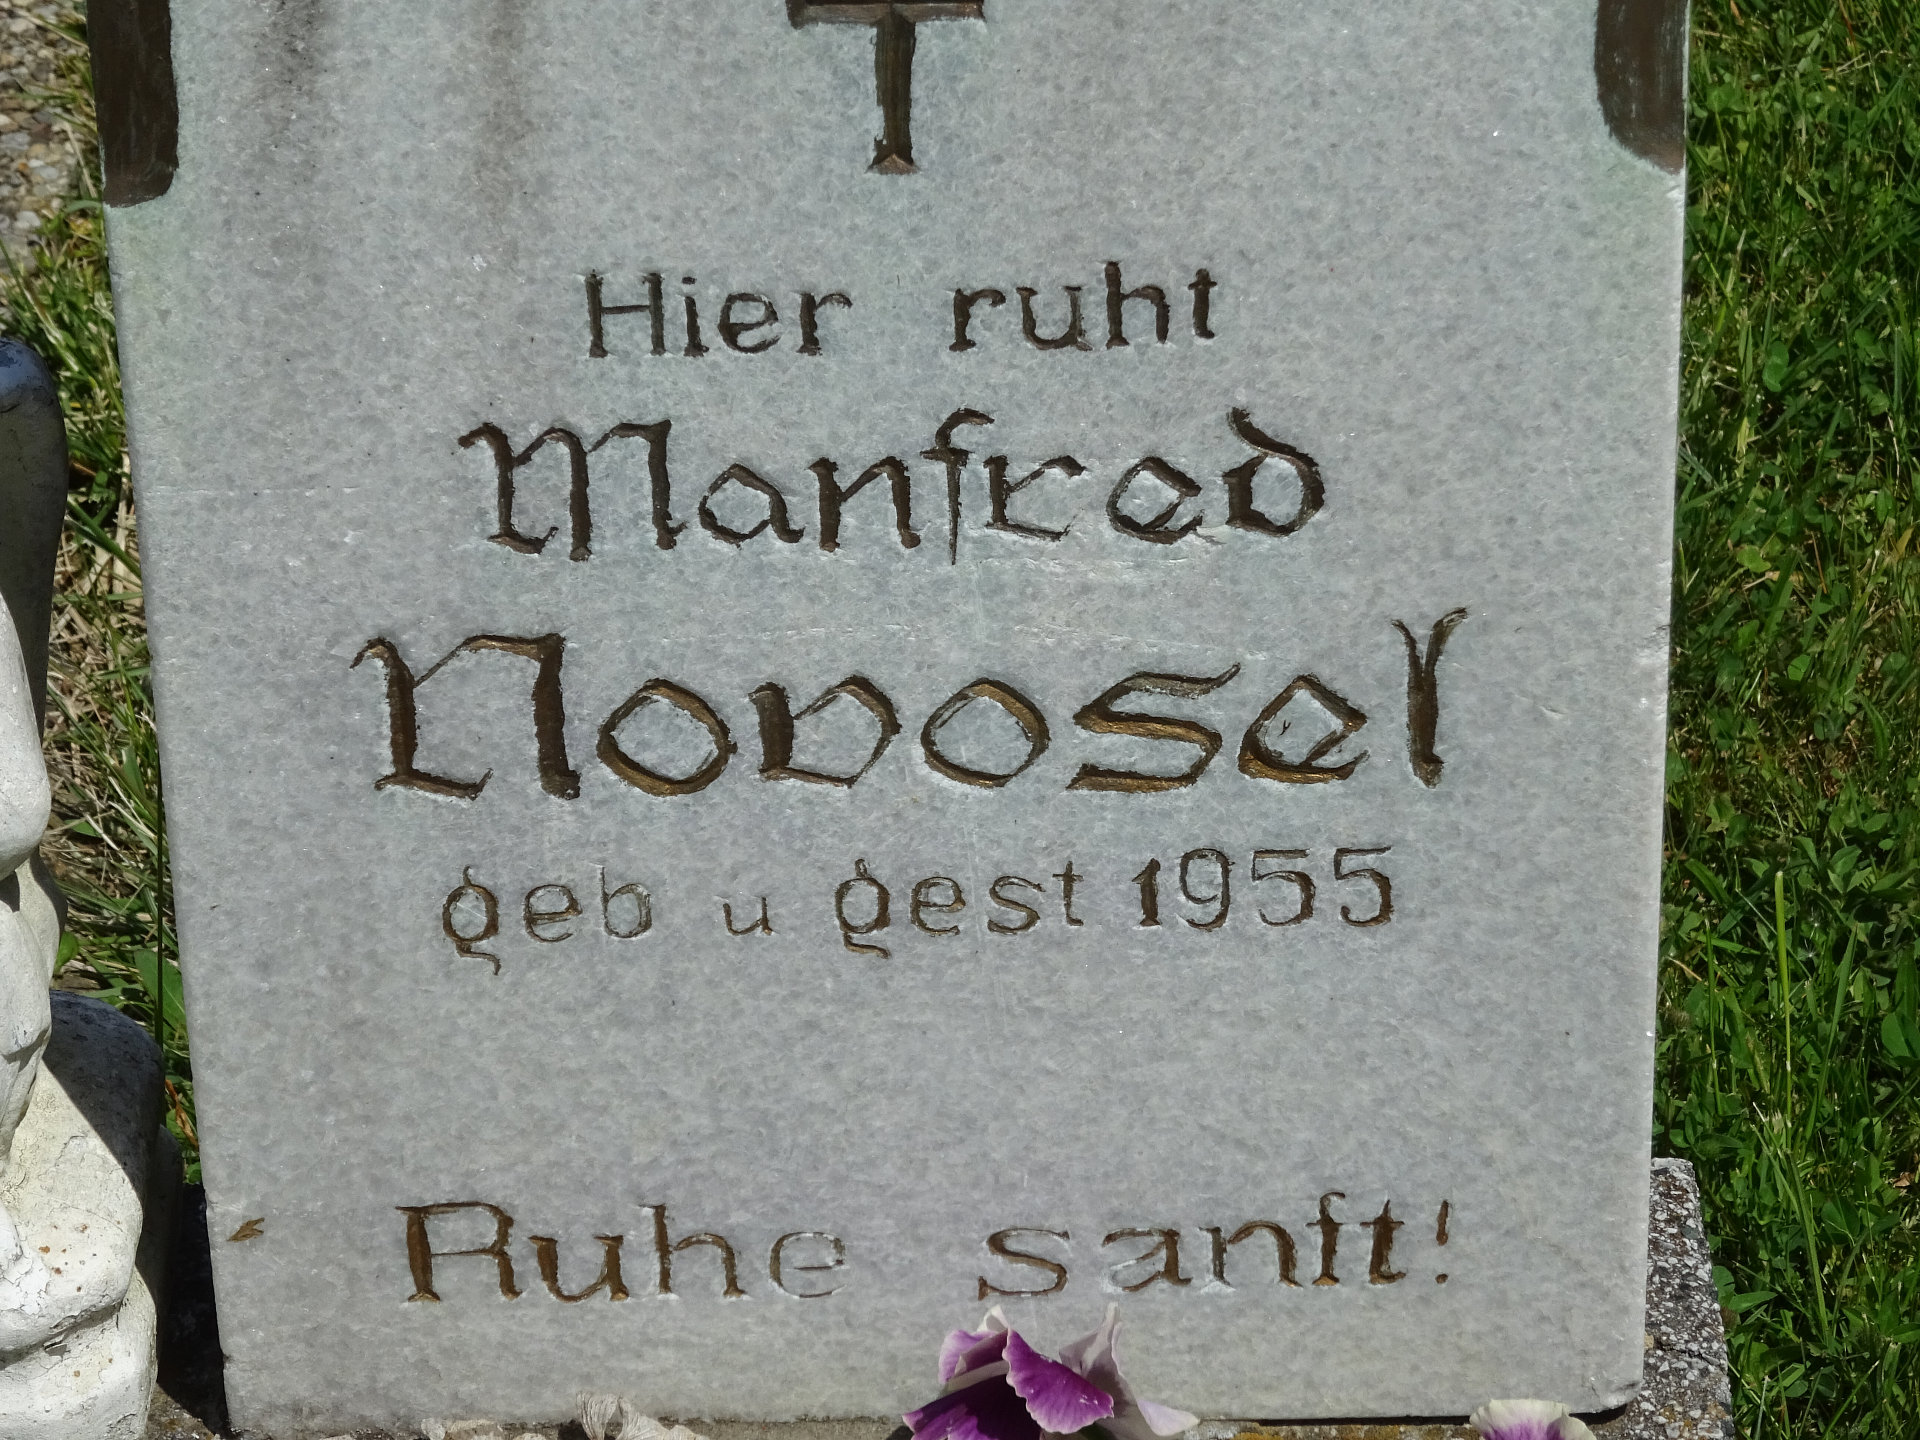 Hier ruht
Manfred
Novosel
geb u gest 1955
Ruhe sanft!